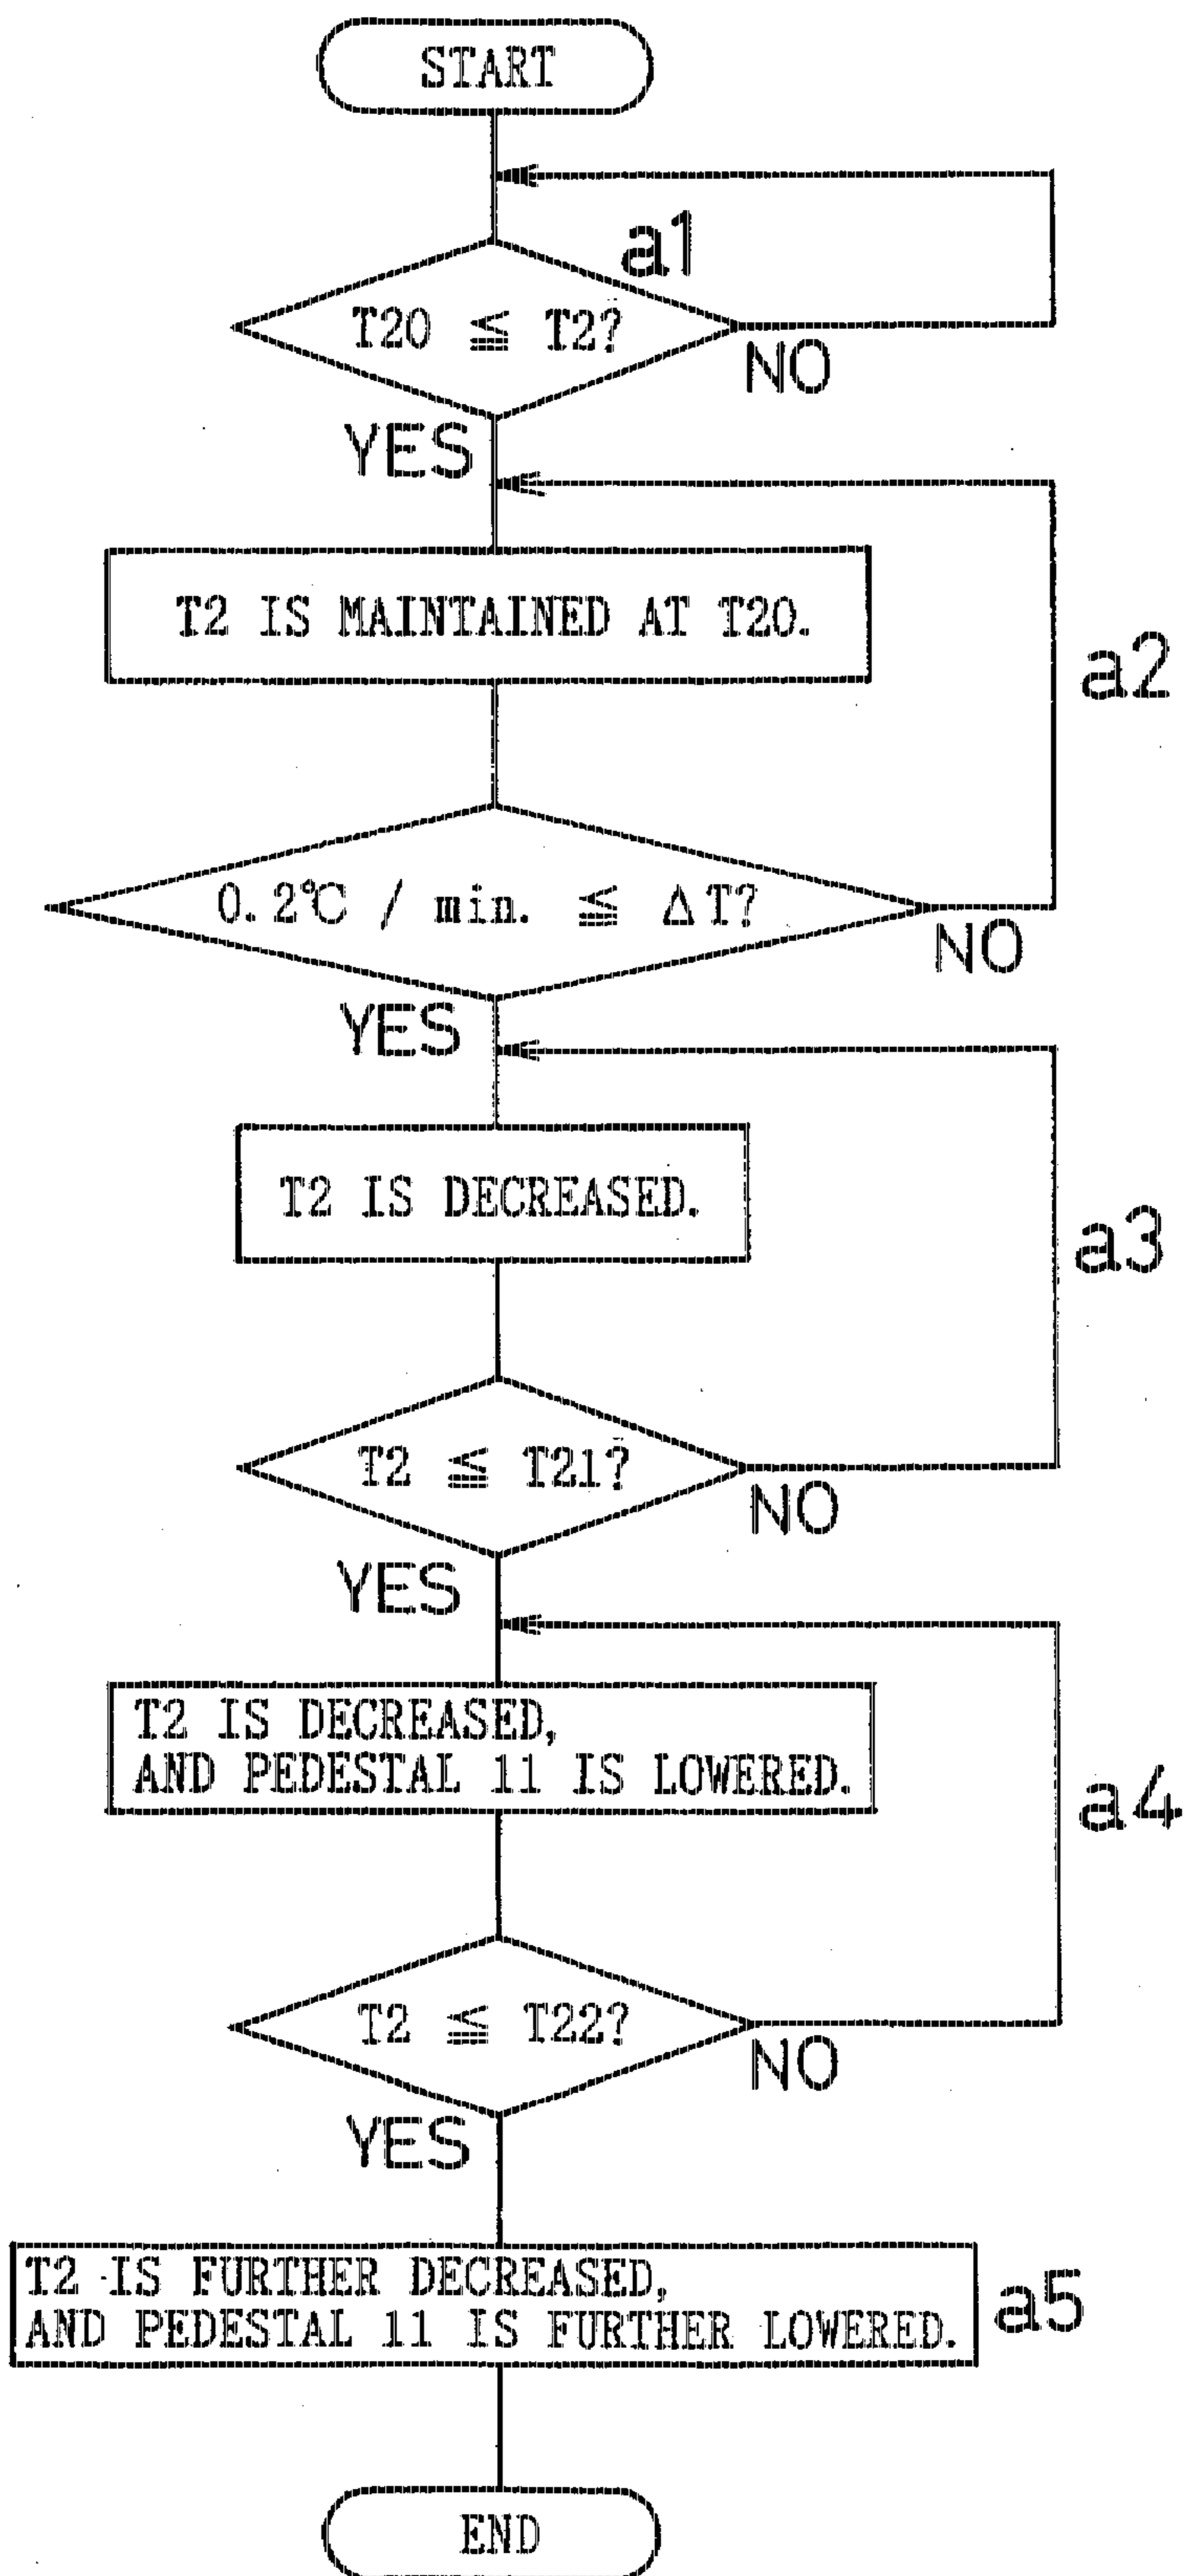 START
a1
T20 ≦ T2?
NO
YES
T2 IS MAINTAINED AT T20.
a2
0.2℃ / min. ≦ ΔT?
NO
YES
T2 IS DECREASED.
a3
T2 ≦ T21?
NO
YES
T2 IS DECREASED,
AND PEDESTAL 11 IS LOWERED.
a4
T2 ≦ T22?
NO
YES
T2 IS FURTHER DECREASED,
AND PEDESTAL 11 IS FURTHER LOWERED.
a5
END